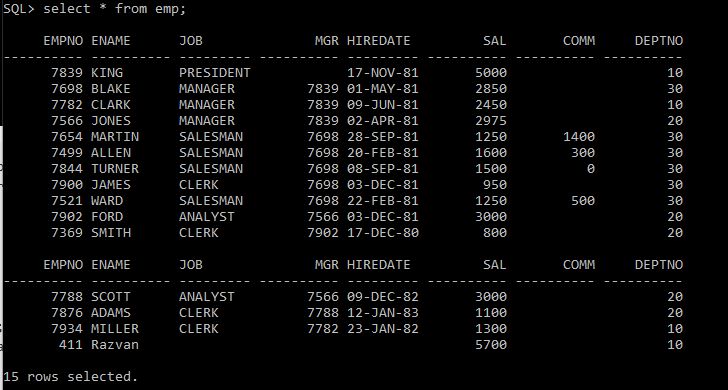 SQL> select * from emp;
EMPNO ENAME JOB MGR HIREDATE SAL COMM DEPTNO
---------- ---------- --------- ---------- --------- ---------- ---------- ----------
7839 KING PRESIDENT 17-NOV-81 5000 10
7698 BLAKE MANAGER 7839 01-MAY-81 2850 30
7782 CLARK MANAGER 7839 09-JUN-81 2450 10
7566 JONES MANAGER 7839 02-APR-81 2975 20
7654 MARTIN SALESMAN 7698 28-SEP-81 1250 1400 30
7499 ALLEN SALESMAN 7698 20-FEB-81 1600 300 30
7844 TURNER SALESMAN 7698 08-SEP-81 1500 0 30
7900 JAMES CLERK 7698 03-DEC-81 950 30
7521 WARD SALESMAN 7698 22-FEB-81 1250 500 30
7902 FORD ANALYST 7566 03-DEC-81 3000 20
7369 SMITH CLERK 7902 17-DEC-80 800 20
EMPNO ENAME JOB MGR HIREDATE SAL COMM DEPTNO
---------- ---------- --------- ---------- --------- ---------- ---------- ----------
7788 SCOTT ANALYST 7566 09-DEC-82 3000 20
7876 ADAMS CLERK 7788 12-JAN-83 1100 20
7934 MILLER CLERK 7782 23-JAN-82 1300 10
411 Razvan 5700 10
15 rows selected.